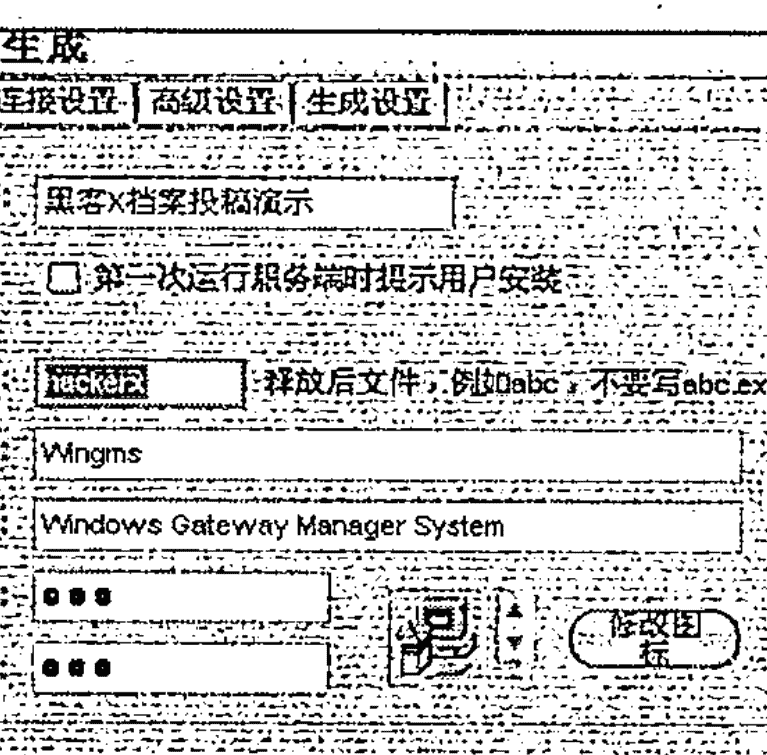 生成
连接设置 高级设置 生成设置
黑客X档案投稿演示
第一次运行服务端时提示用户安装
hackerx 释放后文件，例如abc，不要写abc.ex
Wingms
Windows Gateway Manager System
修改图
标